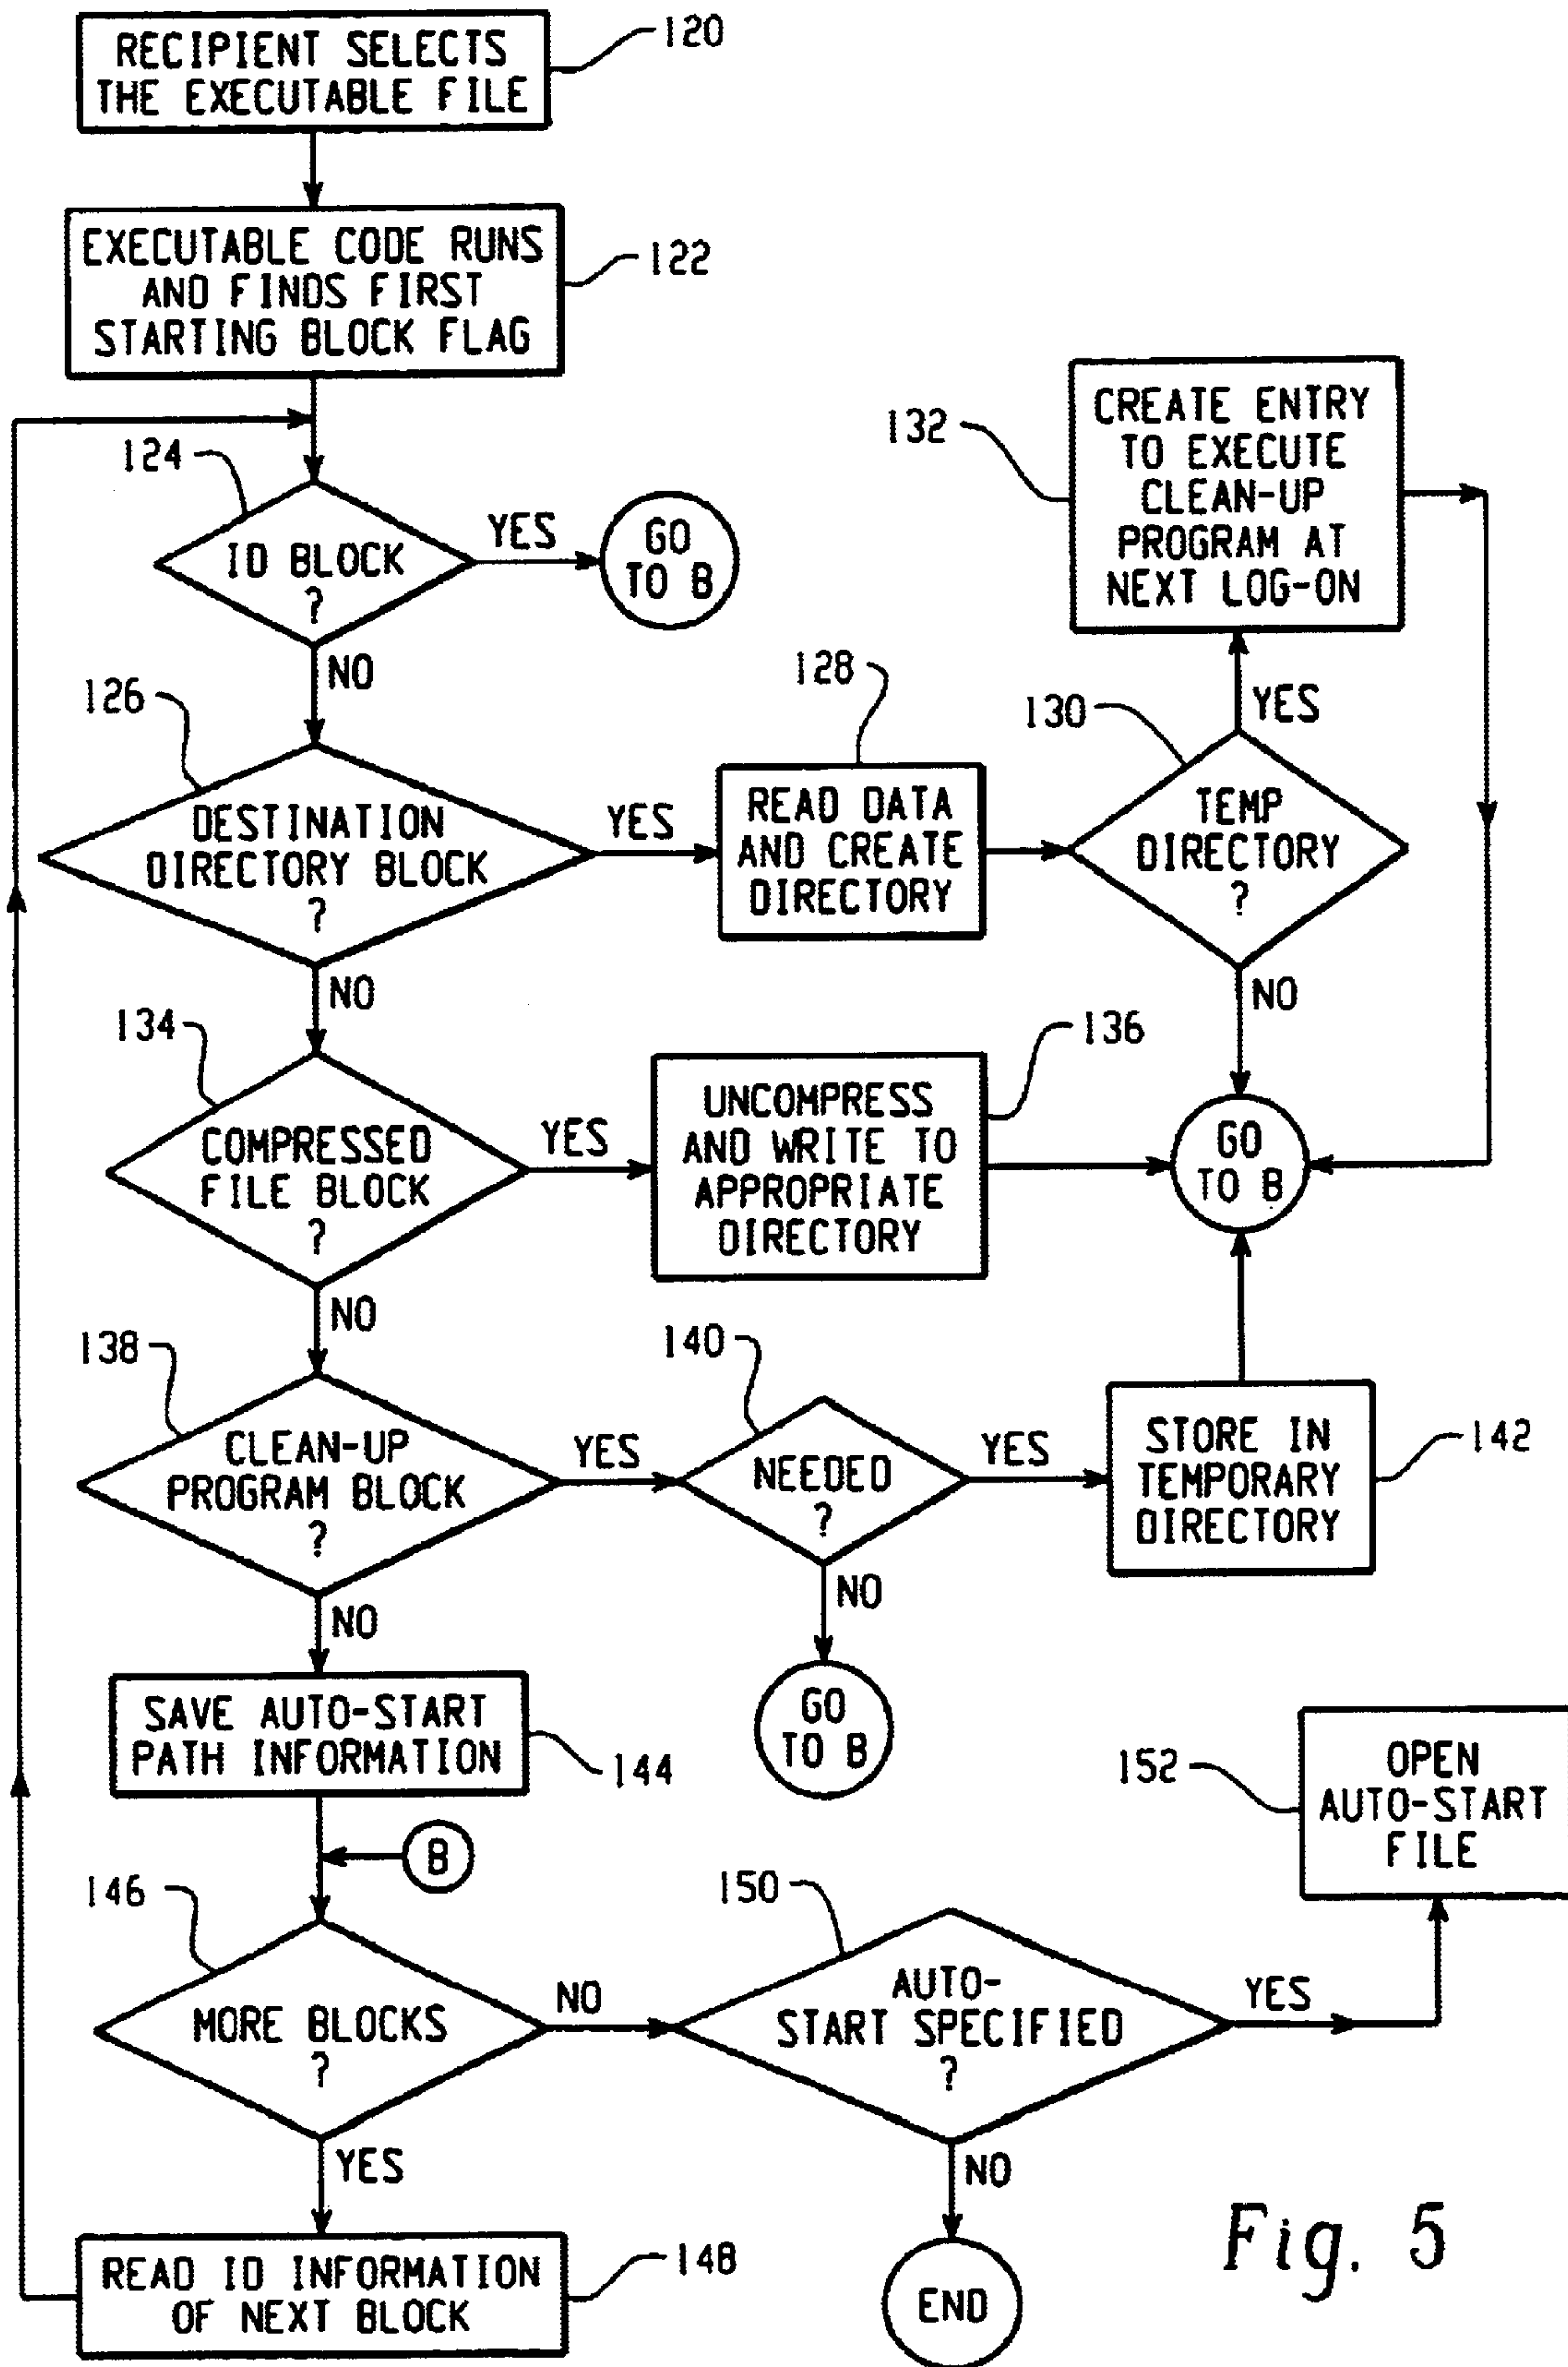 RECIPIENT SELECTS
THE EXECUTABLE FILE
120
EXECUTABLE CODE RUNS
AND FINDS FIRST
STARTING BLOCK FLAG
122
124
ID BLOCK
?
YES
GO
TO B
NO
132
CREATE ENTRY
TO EXECUTE
CLEAN-UP
PROGRAM AT
NEXT LOG-ON
126
DESTINATION
DIRECTORY BLOCK
?
YES
128
READ DATA
AND CREATE
DIRECTORY
130
TEMP
DIRECTORY
?
YES
NO
NO
134
COMPRESSED
FILE BLOCK
?
YES
136
UNCOMPRESS
AND WRITE TO
APPROPRIATE
DIRECTORY
GO
TO B
NO
138
CLEAN-UP
PROGRAM BLOCK
?
YES
140
NEEDED
?
YES
STORE IN
TEMPORARY
DIRECTORY
142
NO
NO
GO
TO B
SAVE AUTO-START
PATH INFORMATION
144
B
146
MORE BLOCKS
?
NO
150
AUTO-
START SPECIFIED
?
YES
152
OPEN
AUTO-START
FILE
YES
NO
READ ID INFORMATION
OF NEXT BLOCK
148
END
Fig. 5